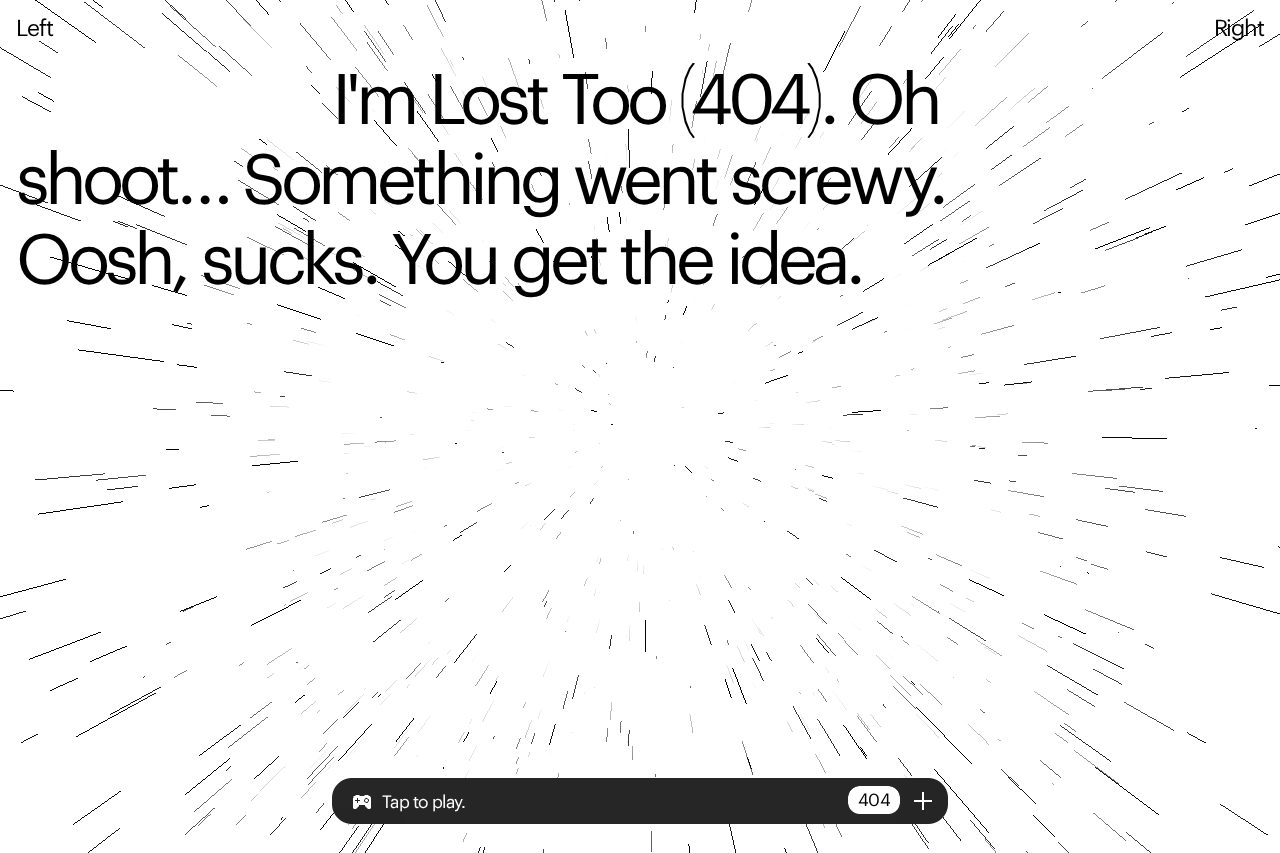 Left
Right
I'm Lost Too (404). Oh
shoot… Something went screwy.
Oosh, sucks. You get the idea.
Tap to play.
404